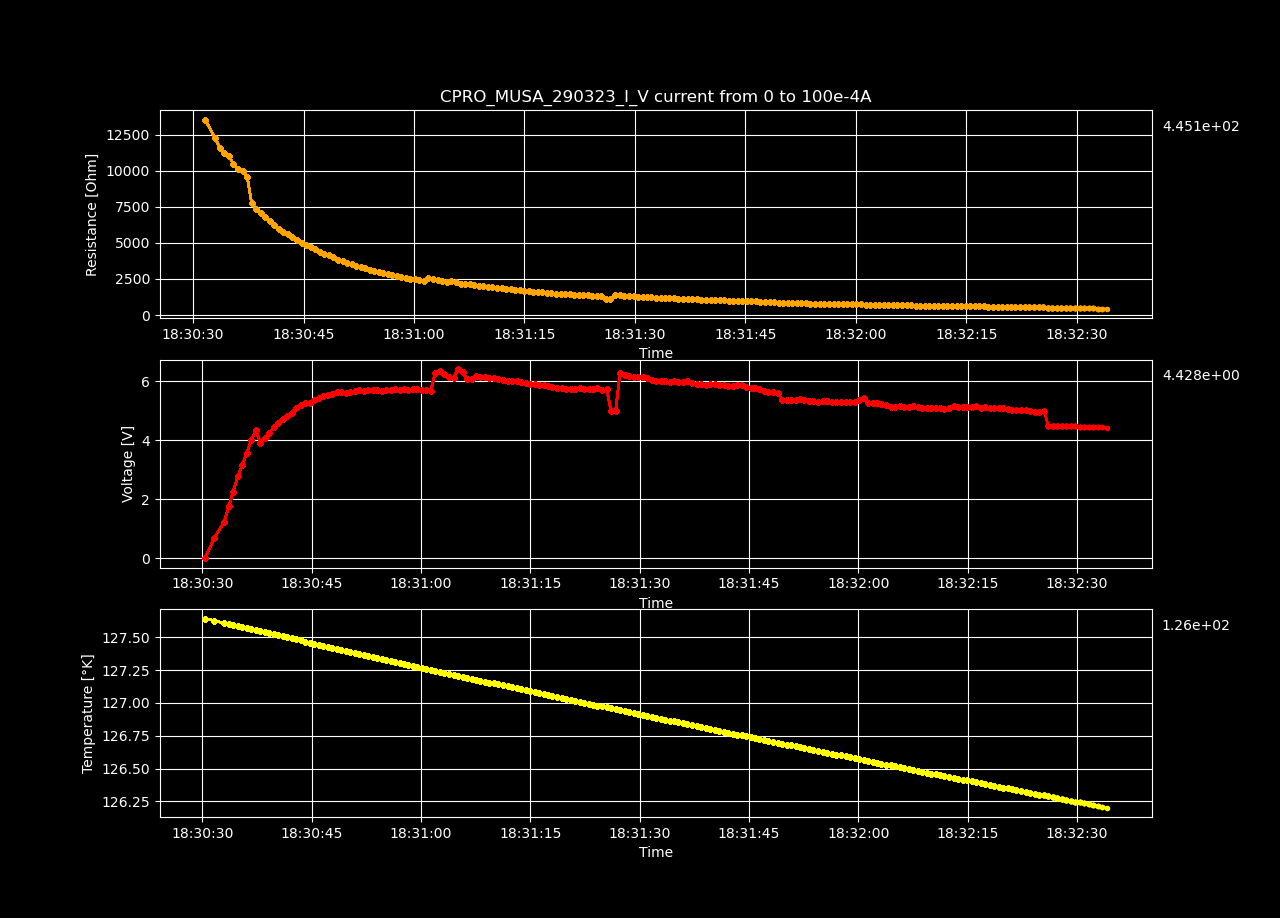 CPRO_MUSA_290323_I_V current from 0 to 100e-4A
4.451e+02
Resistance [Ohm]
12500
10000
7500
5000
2500
0
18:30:30 18:30:45 18:31:00 18:31:15 18:31:30 18:31:45 18:32:00 18:32:15 18:32:30
Time
4.428e+00
Voltage [V]
6
4
2
0
18:30:30 18:30:45 18:31:00 18:31:15 18:31:30 18:31:45 18:32:00 18:32:15 18:32:30
Time
1.26e+02
Temperature [°K]
127.50
127.25
127.00
126.75
126.50
126.25
18:30:30 18:30:45 18:31:00 18:31:15 18:31:30 18:31:45 18:32:00 18:32:15 18:32:30
Time